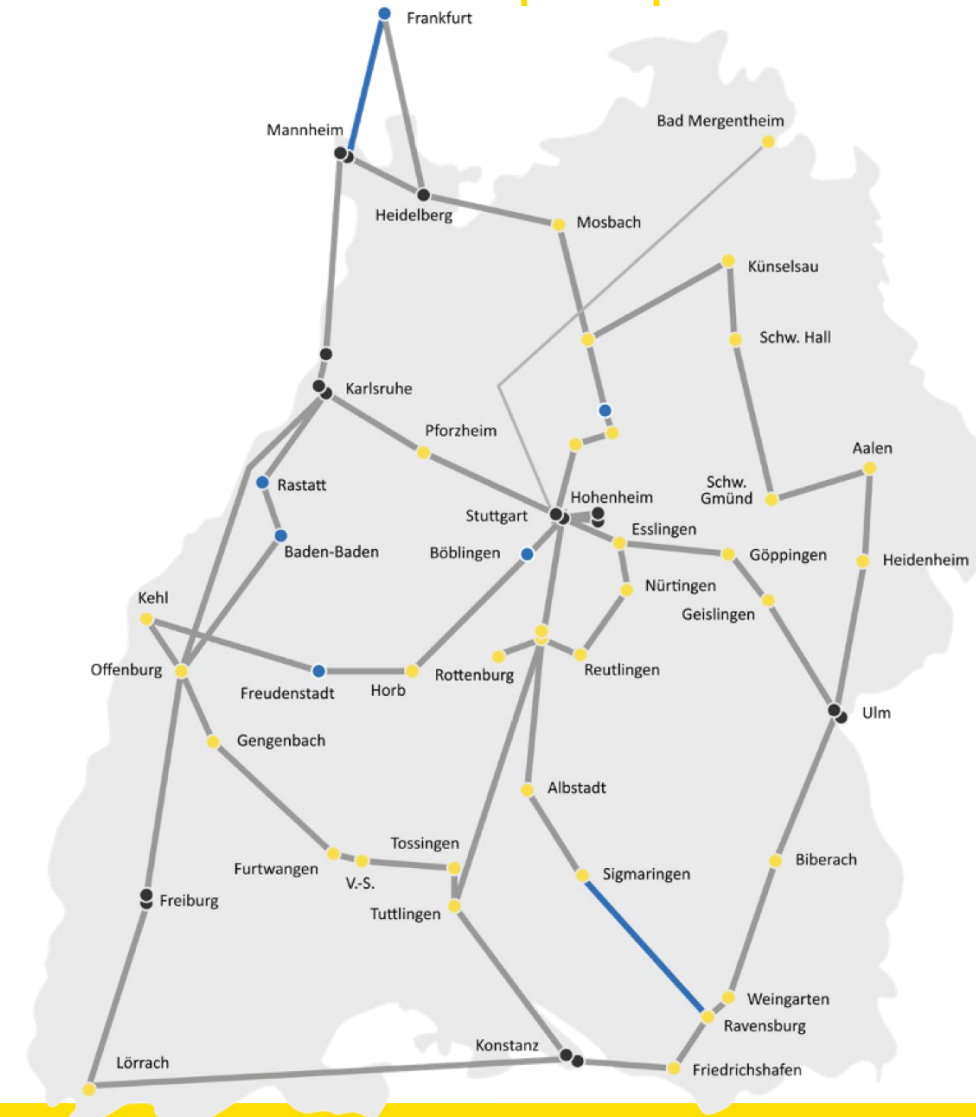 Frankfurt
Bad Mergentheim
Mannheim
Heidelberg
Mosbach
Künselsau
Schw. Hall
Karlsruhe
Pforzheim
Aalen
Rastatt
Schw.
Gmünd
Hohenheim
Stuttgart
Esslingen
Baden-Baden
Böblingen
Göppingen
Heidenheim
Nürtingen
Kehl
Geislingen
Offenburg
Reutlingen
Rottenburg
Freudenstadt
Horb
Ulm
Gengenbach
Albstadt
Tossingen
Biberach
Furtwangen
Sigmaringen
V.-S.
Freiburg
Tuttlingen
Weingarten
Ravensburg
Konstanz
Lörrach
Friedrichshafen